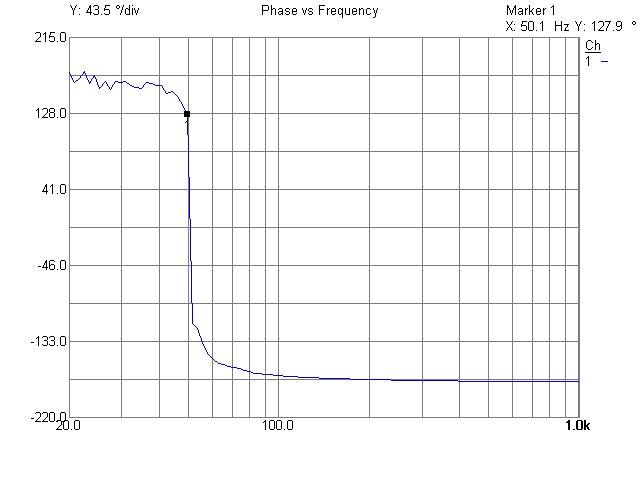 Y: 43.5 °/div Phase vs Frequency Marker 1
X: 50.1 Hz Y: 127.9 °
215.0 Ch
1 –
128.0
41.0
-46.0
-133.0
-220.0
20.0 100.0 1.0k